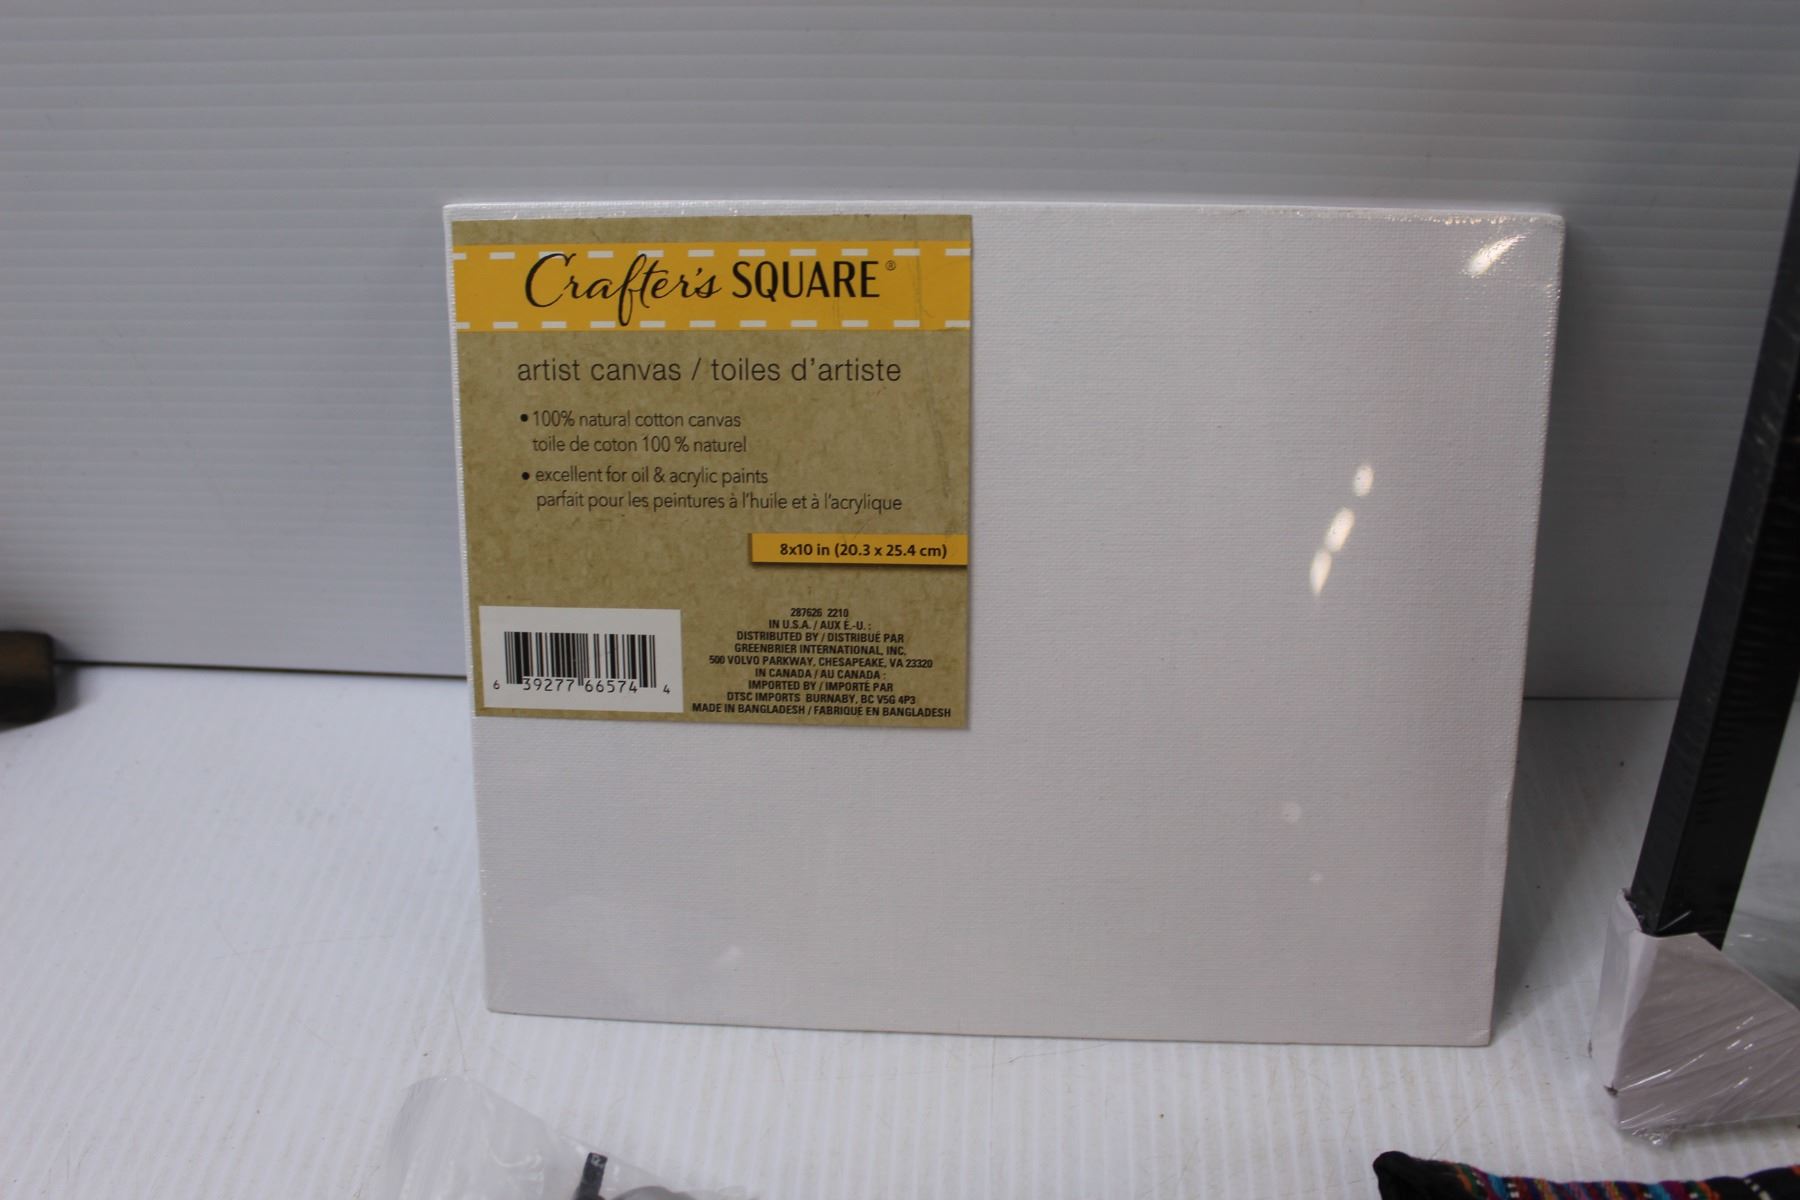 Crafter's SQUARE®
artist canvas / toiles d'artiste
• 100% natural cotton canvas
toile de coton 100 % naturel
• excellent for oil & acrylic paints
parfait pour les peintures à l'huile et à l'acrylique
8x10 in (20.3 x 25.4 cm)
287626 2210
IN U.S.A. / AUX É.-U. :
DISTRIBUTED BY / DISTRIBUÉ PAR
GREENBRIER INTERNATIONAL, INC.
500 VOLVO PARKWAY, CHESAPEAKE, VA 23320
IN CANADA / AU CANADA :
IMPORTED BY / IMPORTÉ PAR
DTSC IMPORTS BURNABY, BC V5G 4P3
MADE IN BANGLADESH / FABRIQUÉ EN BANGLADESH
6 39277 66574 4